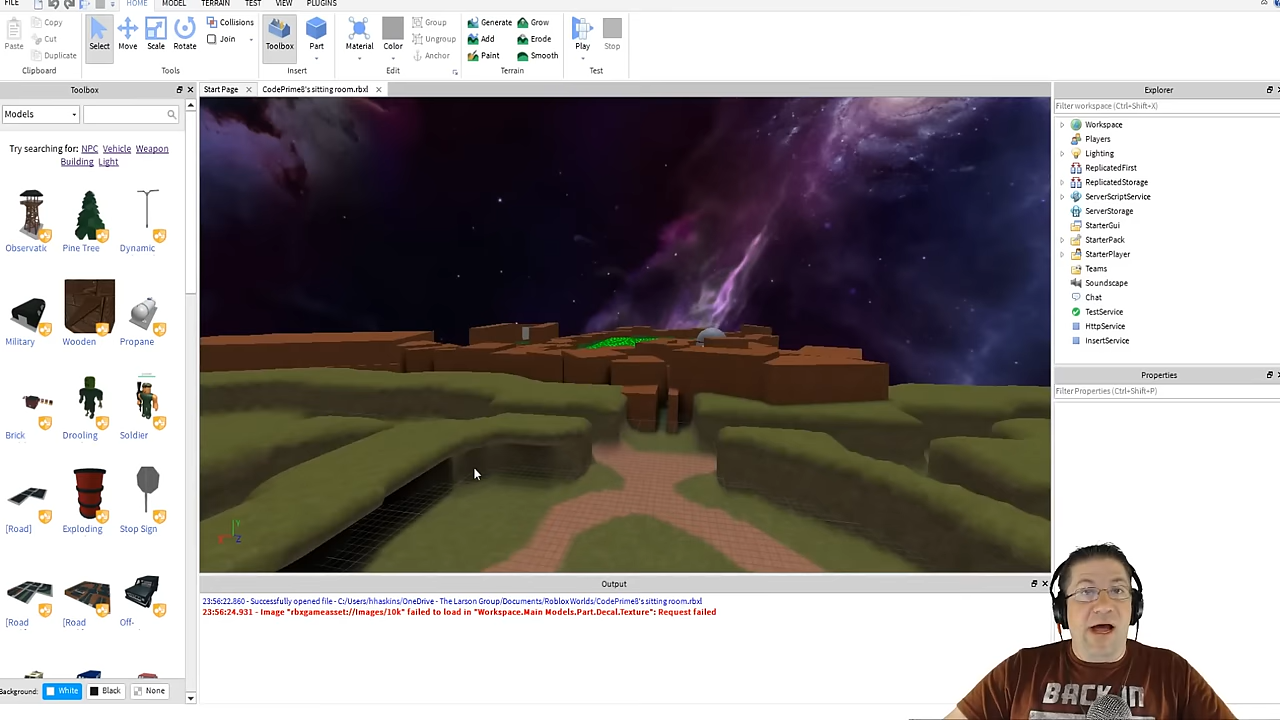 FILE HOME MODEL TERRAIN TEST VIEW PLUGINS
Paste
Copy
Cut
Duplicate
Clipboard
Select
Move
Scale
Rotate
Collisions
Join
Tools
Toolbox
Part
Insert
Material
Color
Group
Ungroup
Anchor
Edit
Generate
Add
Paint
Grow
Erode
Smooth
Terrain
Play
Stop
Test
Toolbox
Models
Try searching for: NPC Vehicle Weapon
Building Light
Observatic Pine Tree Dynamic
Military Wooden Propane
Brick Drooling Soldier
[Road] Exploding Stop Sign
[Road [Road Off-
Background: White Black None
Start Page
CodePrime8's sitting room.rbxl
Output
23:56:22.860 - Successfully opened file - C:/Users/hhaskins/OneDrive - The Larson Group/Documents/Roblox Worlds/CodePrime8's sitting room.rbxl
23:56:24.931 - Image "rbxgameasset://Images/10k" failed to load in "Workspace.Main Models.Part.Decal.Texture": Request failed
Explorer
Filter workspace (Ctrl+Shift+X)
Workspace
Players
Lighting
ReplicatedFirst
ReplicatedStorage
ServerScriptService
ServerStorage
StarterGui
StarterPack
StarterPlayer
Teams
Soundscape
Chat
TestService
HttpService
InsertService
Properties
Filter Properties (Ctrl+Shift+P)
BACK IN